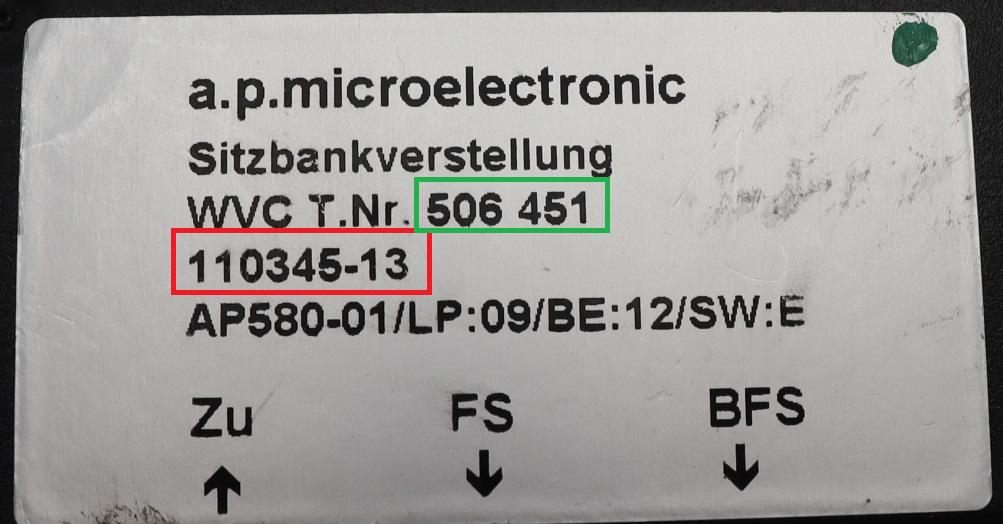 a.p.microelectronic
Sitzbankverstellung
WVC T.Nr. 506 451
110345-13
AP580-01/LP:09/BE:12/SW:E
Zu FS BFS
↑ ↓ ↓